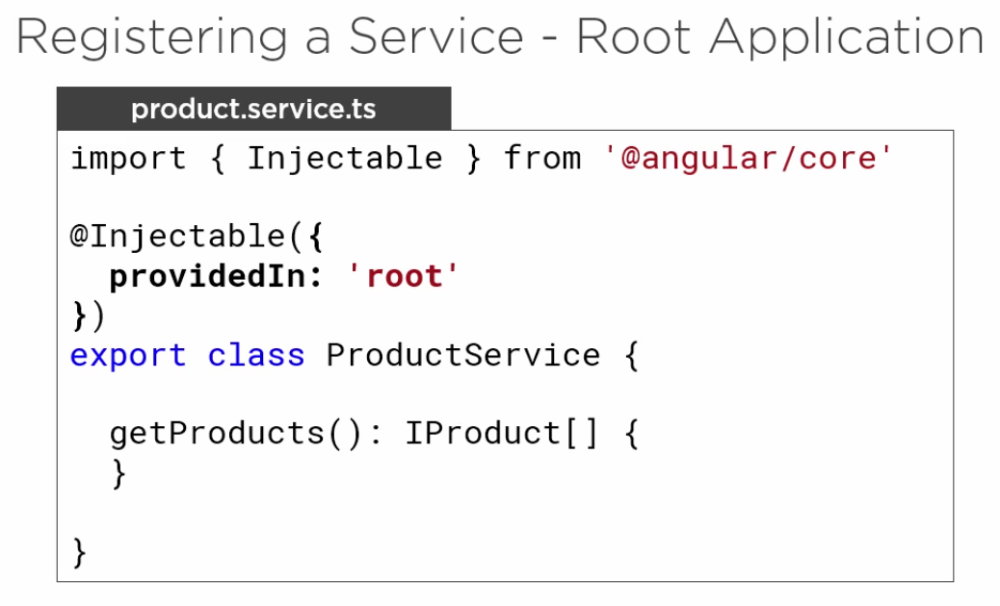 Registering a Service - Root Application
product.service.ts
import { Injectable } from '@angular/core'
@Injectable({
providedIn: 'root'
})
export class ProductService {
getProducts(): IProduct[] {
}
}